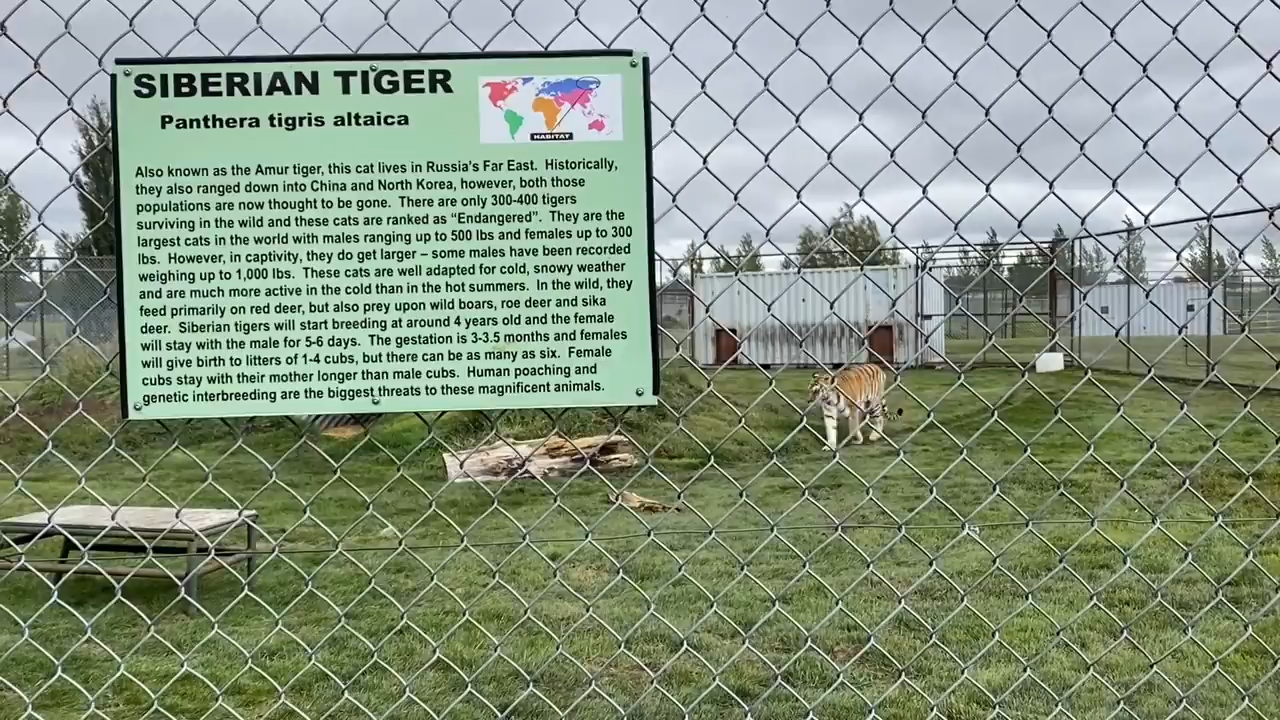 SIBERIAN TIGER
Panthera tigris altaica
HABITAT
Also known as the Amur tiger, this cat lives in Russia's Far East. Historically,
they also ranged down into China and North Korea, however, both those
populations are now thought to be gone. There are only 300-400 tigers
surviving in the wild and these cats are ranked as “Endangered”. They are the
largest cats in the world with males ranging up to 500 lbs and females up to 300
lbs. However, in captivity, they do get larger – some males have been recorded
weighing up to 1,000 lbs. These cats are well adapted for cold, snowy weather
and are much more active in the cold than in the hot summers. In the wild, they
feed primarily on red deer, but also prey upon wild boars, roe deer and sika
deer. Siberian tigers will start breeding at around 4 years old and the female
will stay with the male for 5-6 days. The gestation is 3-3.5 months and females
will give birth to litters of 1-4 cubs, but there can be as many as six. Female
cubs stay with their mother longer than male cubs. Human poaching and
genetic interbreeding are the biggest threats to these magnificent animals.